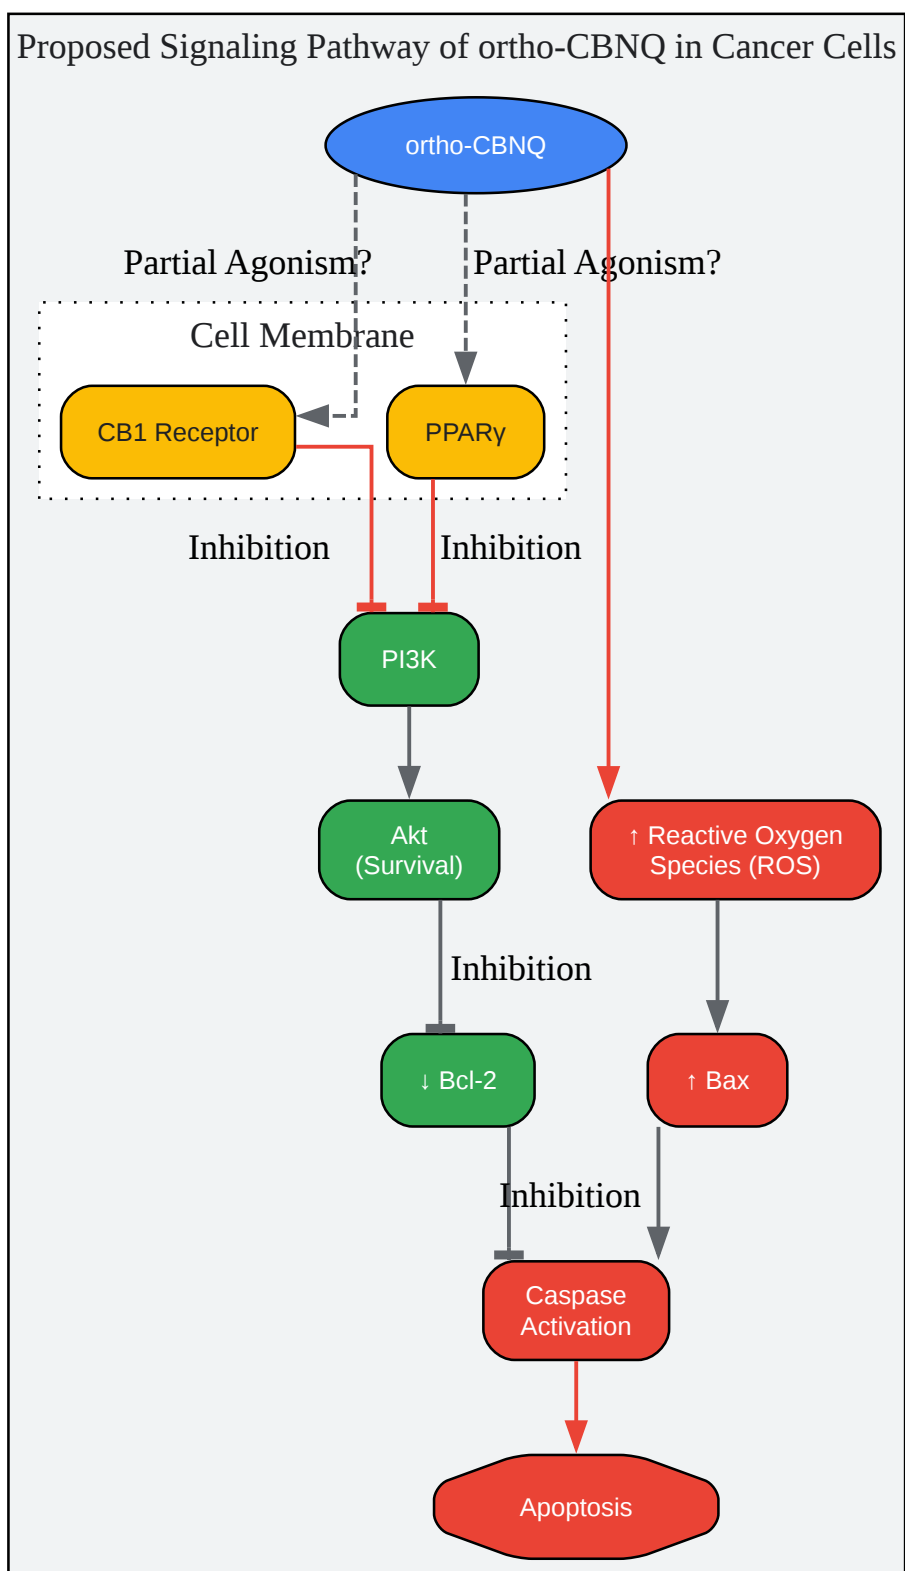 Proposed Signaling Pathway of ortho-CBNQ in Cancer Cells
ortho-CBNQ
Partial Agonism?
Partial Agonism?
Cell Membrane
CB1 Receptor
PPARγ
Inhibition
Inhibition
PI3K
Akt
(Survival)
↑ Reactive Oxygen
Species (ROS)
Inhibition
↓ Bcl-2
↑ Bax
Inhibition
Caspase
Activation
Apoptosis